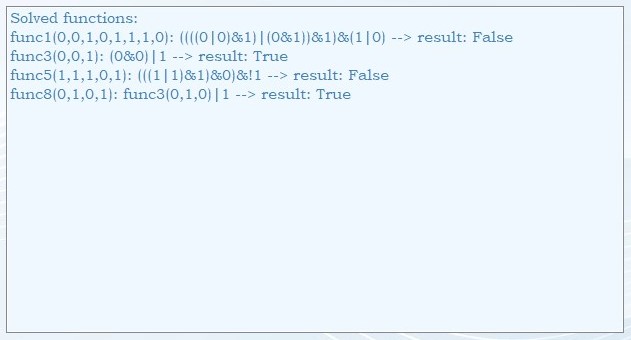 Solved functions:
func1(0,0,1,0,1,1,1,0): ((((0|0)&1)|(0&1))&1)&(1|0) --> result: False
func3(0,0,1): (0&0)|1 --> result: True
func5(1,1,1,0,1): (((1|1)&1)&0)&!1 --> result: False
func8(0,1,0,1): func3(0,1,0)|1 --> result: True